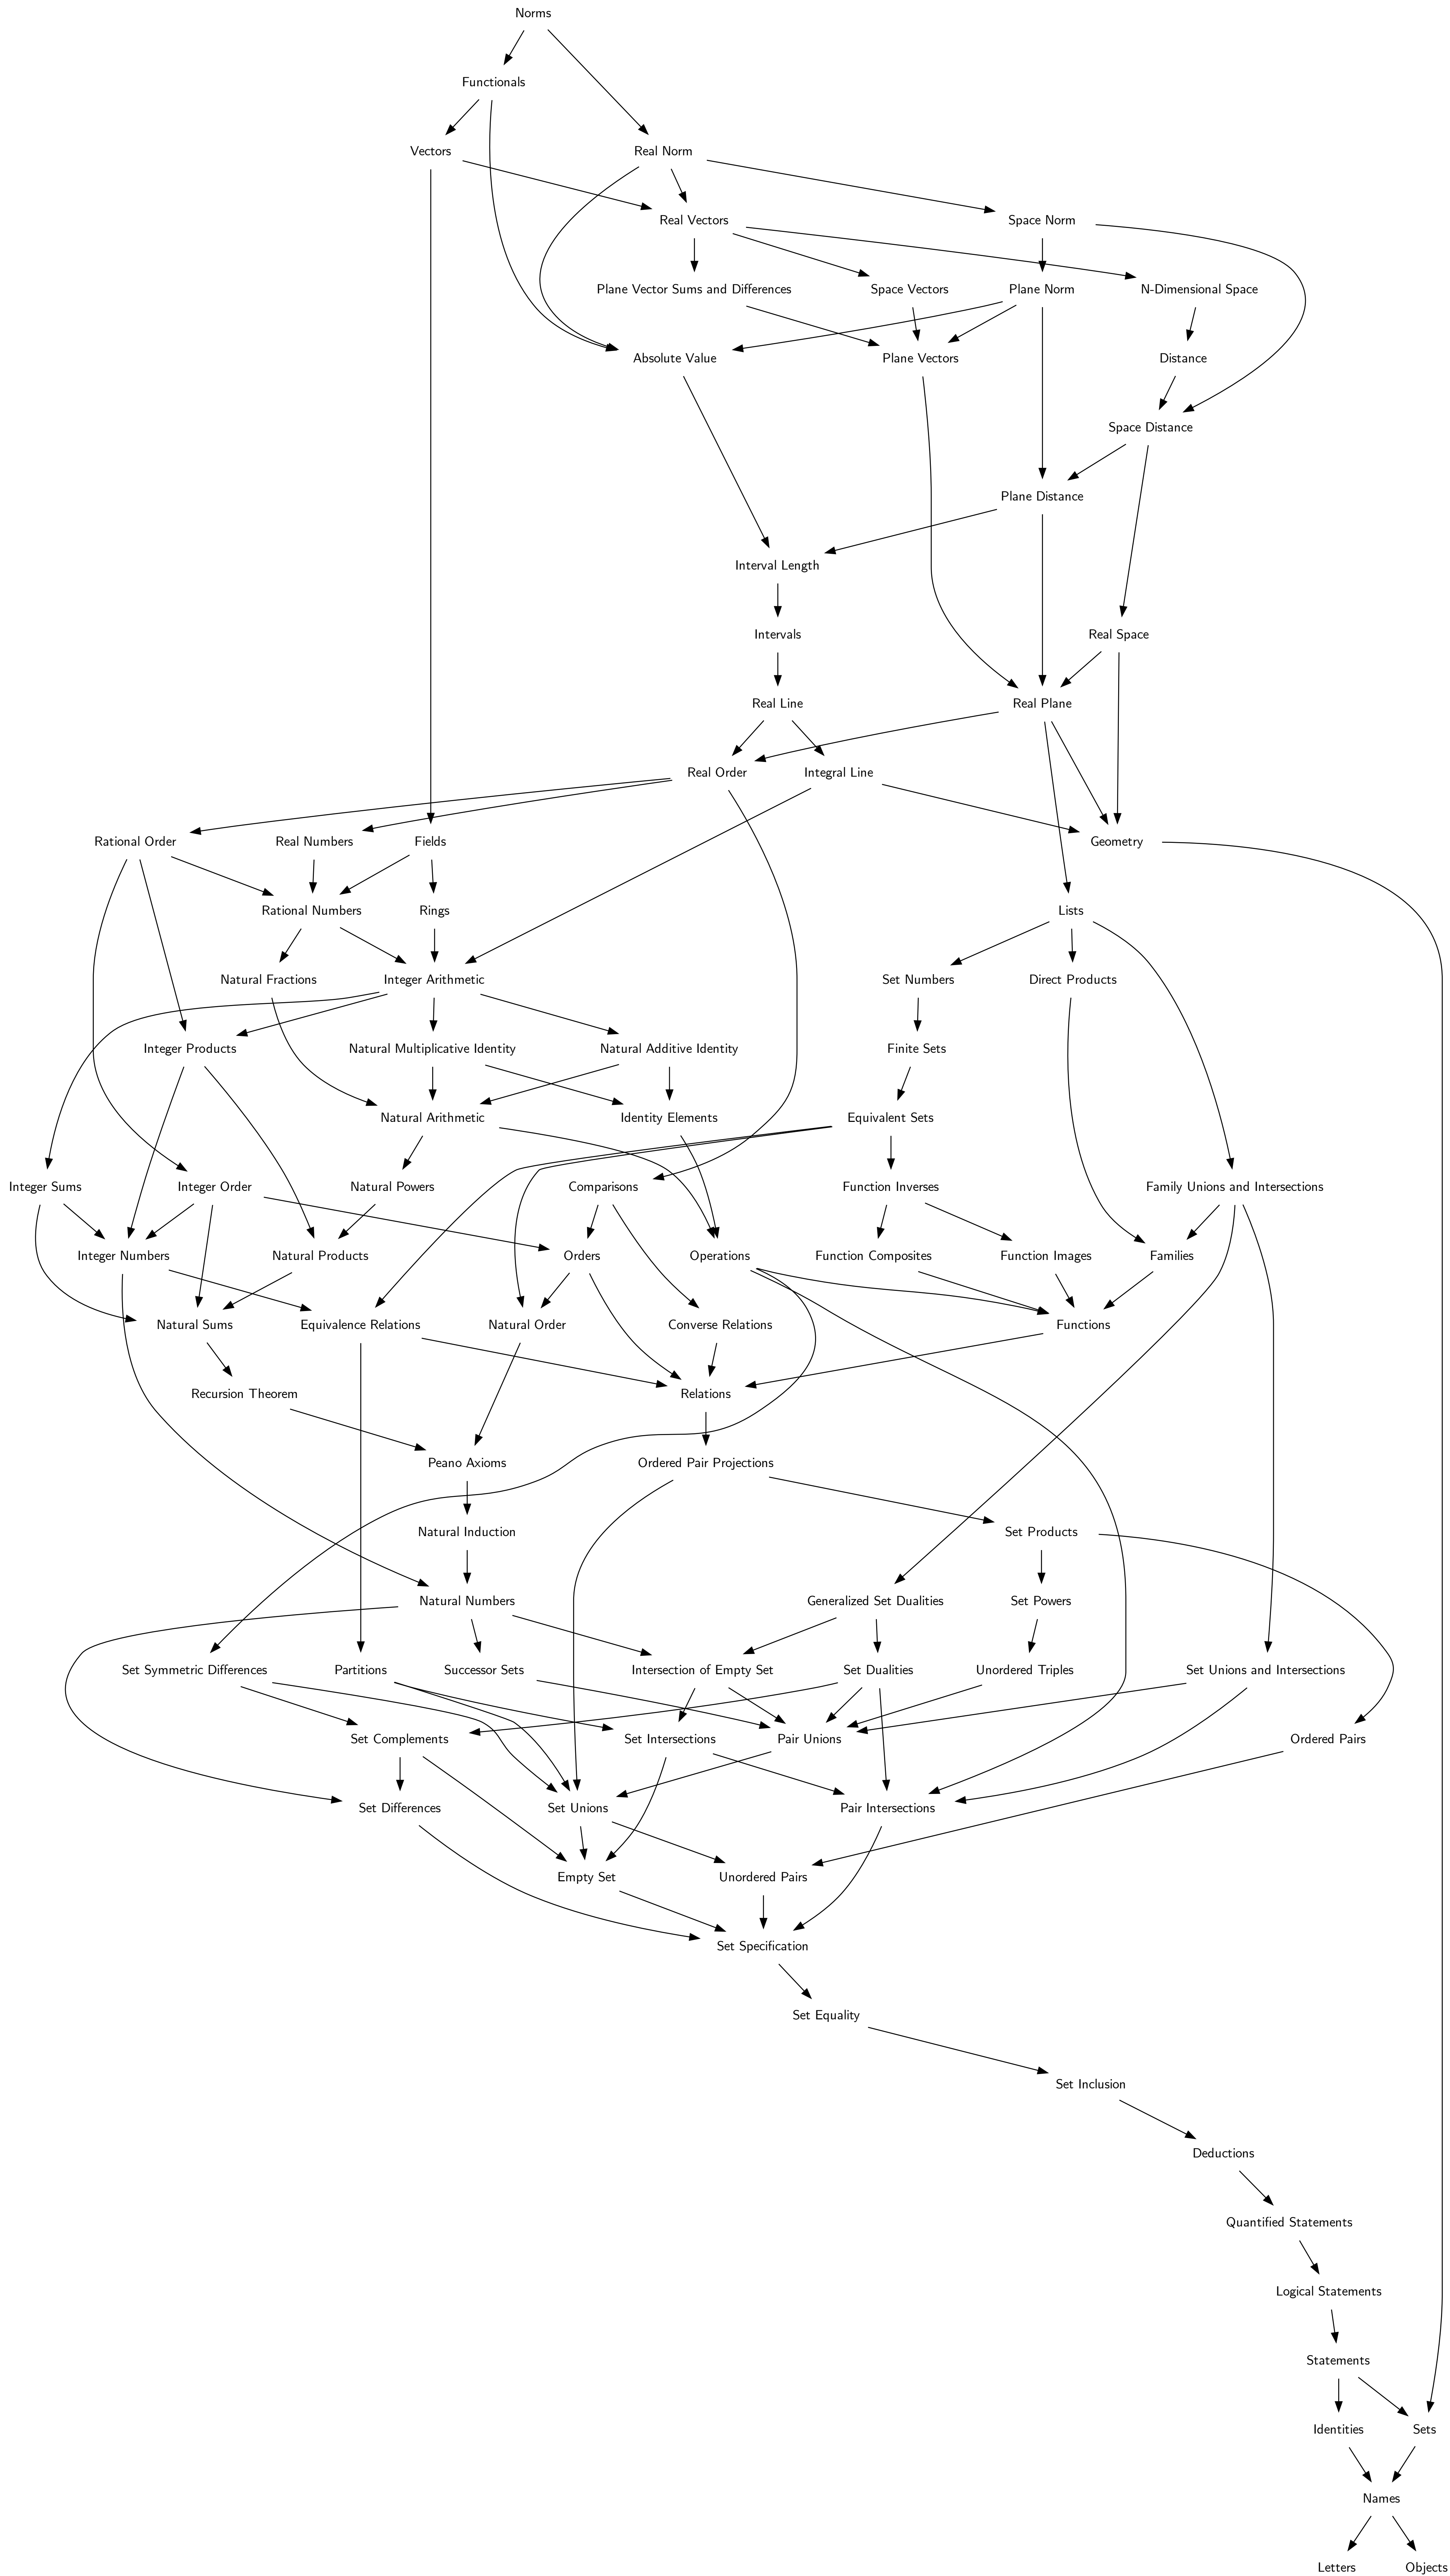 Norms
Functionals
Vectors
Real Norm
Real Vectors
Space Norm
Plane Vector Sums and Differences
Space Vectors
Plane Norm
N-Dimensional Space
Absolute Value
Plane Vectors
Distance
Space Distance
Plane Distance
Interval Length
Intervals
Real Space
Real Line
Real Plane
Real Order
Integral Line
Rational Order
Real Numbers
Fields
Geometry
Rational Numbers
Rings
Lists
Natural Fractions
Integer Arithmetic
Set Numbers
Direct Products
Integer Products
Natural Multiplicative Identity
Natural Additive Identity
Finite Sets
Natural Arithmetic
Identity Elements
Equivalent Sets
Integer Sums
Integer Order
Natural Powers
Comparisons
Function Inverses
Family Unions and Intersections
Integer Numbers
Natural Products
Orders
Operations
Function Composites
Function Images
Families
Natural Sums
Equivalence Relations
Natural Order
Converse Relations
Functions
Recursion Theorem
Relations
Peano Axioms
Ordered Pair Projections
Natural Induction
Set Products
Natural Numbers
Generalized Set Dualities
Set Powers
Set Symmetric Differences
Partitions
Successor Sets
Intersection of Empty Set
Set Dualities
Unordered Triples
Set Unions and Intersections
Set Complements
Set Intersections
Pair Unions
Ordered Pairs
Set Differences
Set Unions
Pair Intersections
Empty Set
Unordered Pairs
Set Specification
Set Equality
Set Inclusion
Deductions
Quantified Statements
Logical Statements
Statements
Identities
Sets
Names
Letters
Objects